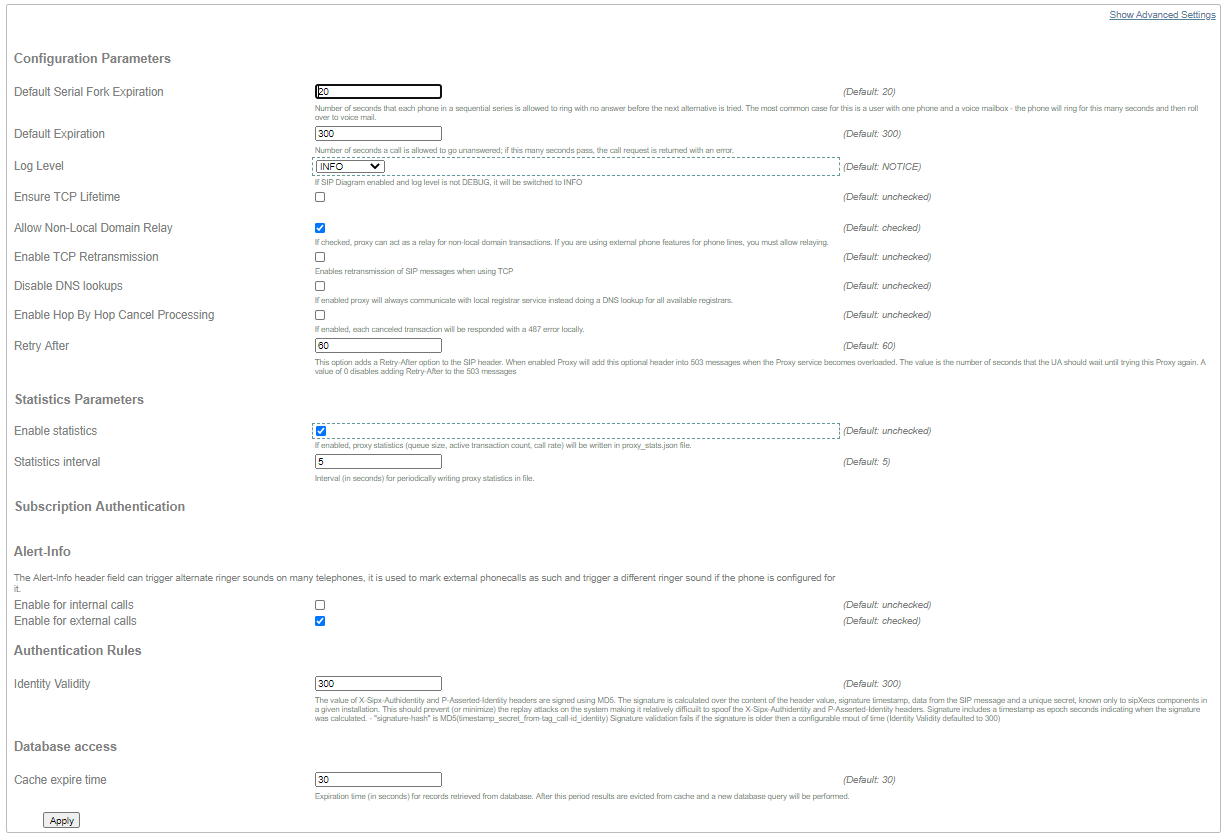 Show Advanced Settings
Configuration Parameters
Default Serial Fork Expiration 20 (Default: 20)
Number of seconds that each phone in a sequential series is allowed to ring with no answer before the next alternative is tried. The most common case for this is a user with one phone and a voice mailbox - the phone will ring for this many seconds and then roll
over to voice mail.
Default Expiration 300 (Default: 300)
Number of seconds a call is allowed to go unanswered; if this many seconds pass, the call request is returned with an error.
Log Level INFO (Default: NOTICE)
If SIP Diagram enabled and log level is not DEBUG, it will be switched to INFO
Ensure TCP Lifetime (Default: unchecked)
Allow Non-Local Domain Relay (Default: checked)
If checked, proxy can act as a relay for non-local domain transactions. If you are using external phone features for phone lines, you must allow relaying.
Enable TCP Retransmission (Default: unchecked)
Enables retransmission of SIP messages when using TCP
Disable DNS lookups (Default: unchecked)
If enabled proxy will always communicate with local registrar service instead doing a DNS lookup for all available registrars.
Enable Hop By Hop Cancel Processing (Default: unchecked)
If enabled, each canceled transaction will be responded with a 487 error locally.
Retry After 60 (Default: 60)
This option adds a Retry-After option to the SIP header. When enabled Proxy will add this optional header into 503 messages when the Proxy service becomes overloaded. The value is the number of seconds that the UA should wait until trying this Proxy again. A
value of 0 disables adding Retry-After to the 503 messages
Statistics Parameters
Enable statistics (Default: unchecked)
If enabled, proxy statistics (queue size, active transaction count, call rate) will be written in proxy_stats.json file.
Statistics interval 5 (Default: 5)
Interval (in seconds) for periodically writing proxy statistics in file.
Subscription Authentication
Alert-Info
The Alert-Info header field can trigger alternate ringer sounds on many telephones, it is used to mark external phonecalls as such and trigger a different ringer sound if the phone is configured for
it.
Enable for internal calls (Default: unchecked)
Enable for external calls (Default: checked)
Authentication Rules
Identity Validity 300 (Default: 300)
The value of X-Sipx-Authidentity and P-Asserted-Identity headers are signed using MD5. The signature is calculated over the content of the header value, signature timestamp, data from the SIP message and a unique secret, known only to sipXecs components in
a given installation. This should prevent (or minimize) the replay attacks on the system making it relatively difficuilt to spoof the X-Sipx-Authidentity and P-Asserted-Identity headers. Signature includes a timestamp as epoch seconds indicating when the signature
was calculated. - "signature-hash" is MD5(timestamp_secret_from-tag_call-id_identity) Signature validation fails if the signature is older then a configurable mout of time (Identity Validity defaulted to 300)
Database access
Cache expire time 30 (Default: 30)
Expiration time (in seconds) for records retrieved from database. After this period results are evicted from cache and a new database query will be performed.
Apply